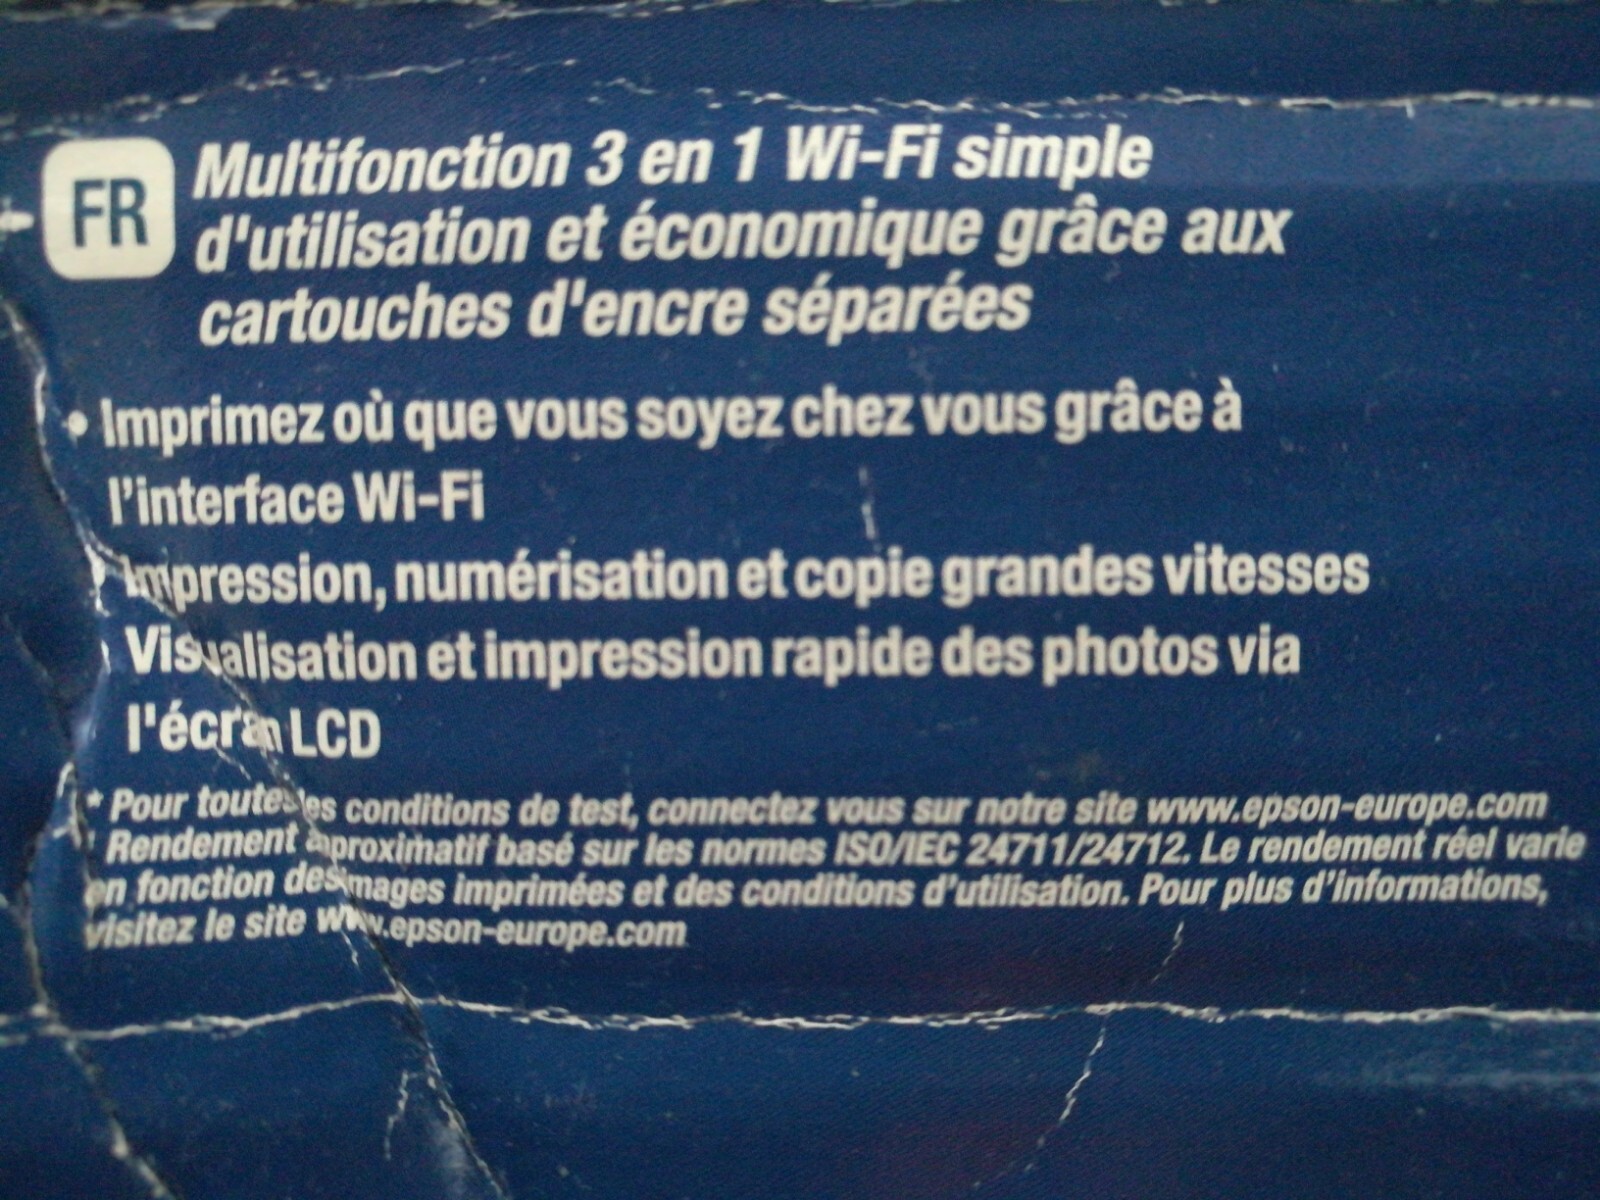 FR
Multifonction 3 en 1 Wi-Fi simple
d'utilisation et économique grâce aux
cartouches d'encre séparées
• Imprimez où que vous soyez chez vous grâce à
l’interface Wi-Fi
Impression, numérisation et copie grandes vitesses
Visualisation et impression rapide des photos via
l'écran LCD
* Pour toutes les conditions de test, connectez vous sur notre site www.epson-europe.com
Rendement approximatif basé sur les normes ISO/IEC 24711/24712. Le rendement réel varie
en fonction des images imprimées et des conditions d’utilisation. Pour plus d’informations,
visitez le site www.epson-europe.com